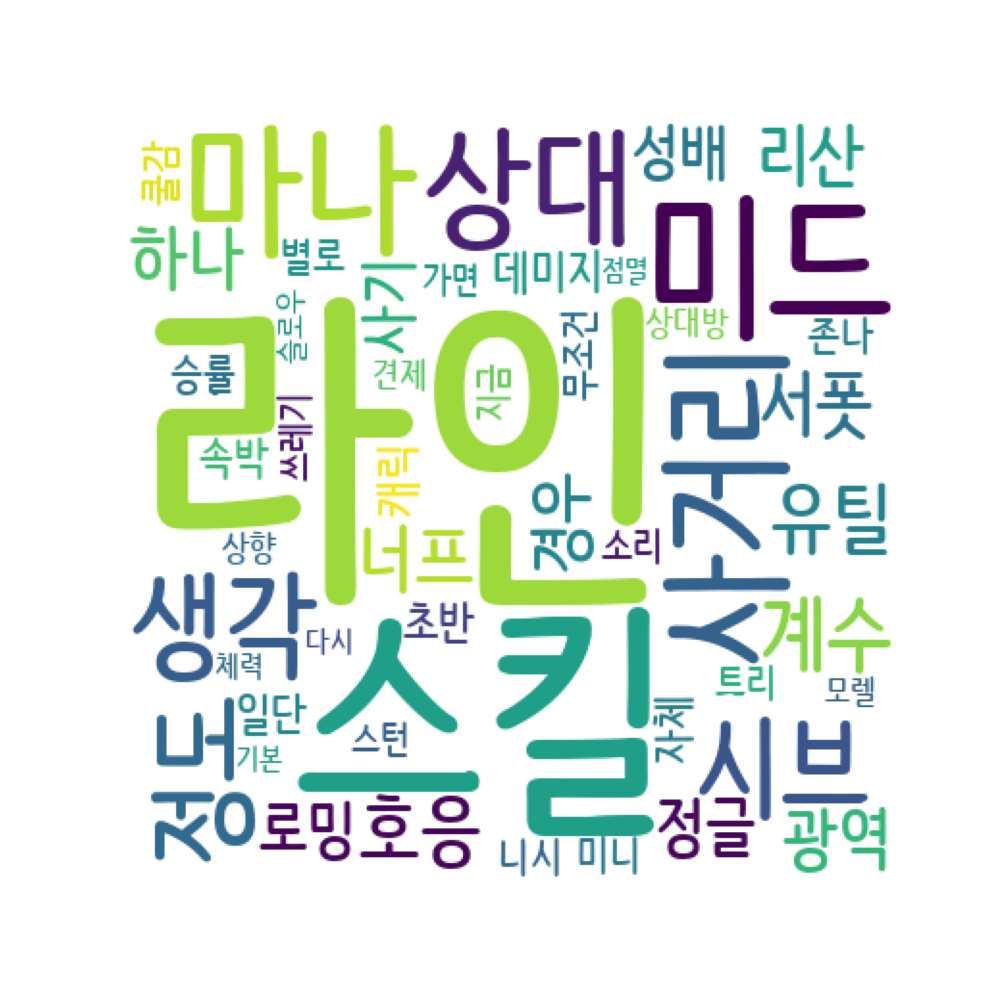 쿨감
마나
상대
성배
리산
하나
별로
사기
가면
데미지
점멸
미드
슬로우
라인
무조건
상대방
존나
승률
견제
지금
사거리
서폿
쓰레기
속박
캐릭
너프
경우
소리
유틸
상향
생각
초반
다시
체력
스킬
계수
트리
모렐
정도
일단
기본
스턴
자체
시브
로밍
호응
니시
미니
정글
광역